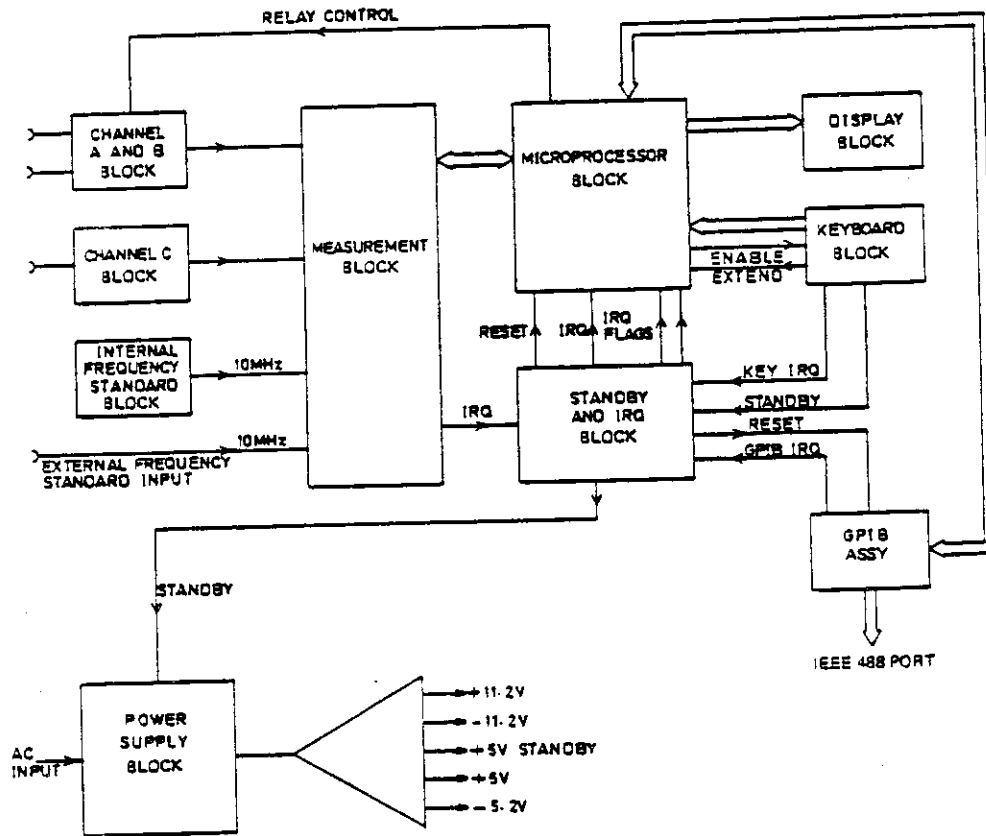 RELAY CONTROL
CHANNEL
A AND B
BLOCK
MICROPROCESSOR
BLOCK
DISPLAY
BLOCK
CHANNEL C
BLOCK
MEASUREMENT
BLOCK
KEYBOARD
BLOCK
ENABLE
EXTEND
RESET
IRQ
IRQ
FLAGS
INTERNAL
FREQUENCY
STANDARD
BLOCK
10MHz
KEY IRQ
STANDBY
AND IRQ
BLOCK
STANDBY
IRQ
RESET
10MHz
GPIB IRQ
EXTERNAL FREQUENCY
STANDARD INPUT
GPIB
ASSY
STANDBY
IEEE 488 PORT
POWER
SUPPLY
BLOCK
AC
INPUT
+11.2V
-11.2V
+5V STANDBY
+5V
-5.2V